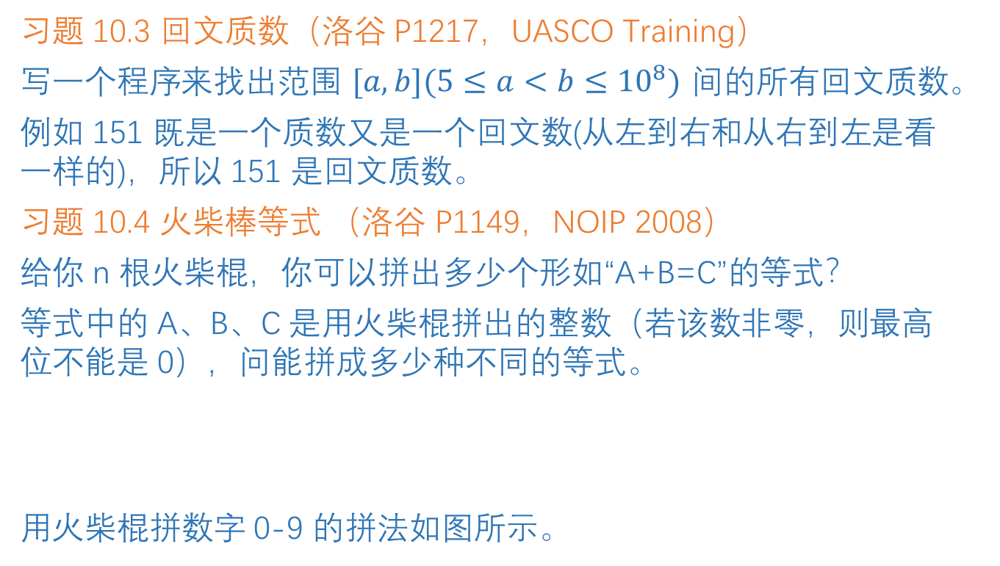 习题 10.3 回文质数（洛谷 P1217，UASCO Training）
写一个程序来找出范围 [a, b](5 ≤ a < b ≤ 10⁸) 间的所有回文质数。
例如 151 既是一个质数又是一个回文数(从左到右和从右到左是看
一样的)，所以 151 是回文质数。
习题 10.4 火柴棒等式 （洛谷 P1149，NOIP 2008）
给你 n 根火柴棍，你可以拼出多少个形如“A+B=C”的等式？
等式中的 A、B、C 是用火柴棍拼出的整数（若该数非零，则最高
位不能是 0），问能拼成多少种不同的等式。
用火柴棍拼数字 0-9 的拼法如图所示。